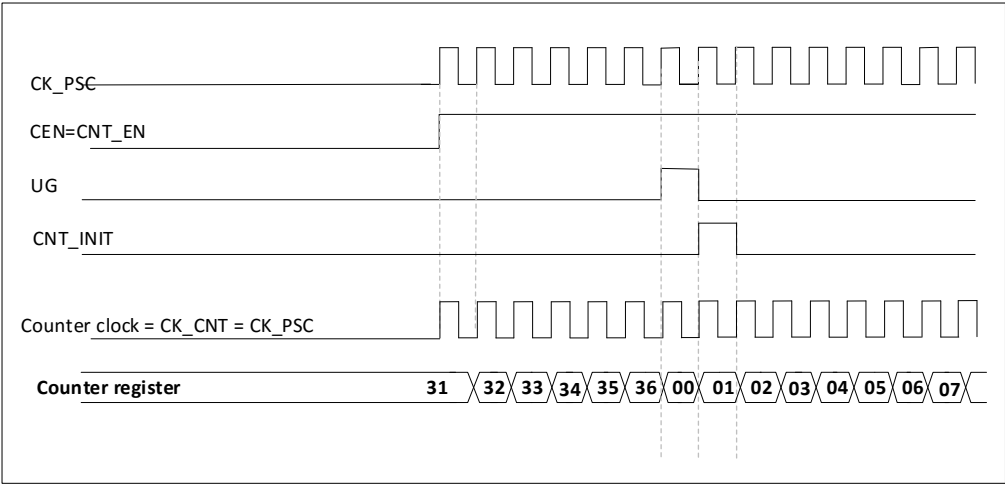 CK_PSC
CEN=CNT_EN
UG
CNT_INIT
Counter clock = CK_CNT = CK_PSC
Counter register 31 32 33 34 35 36 00 01 02 03 04 05 06 07